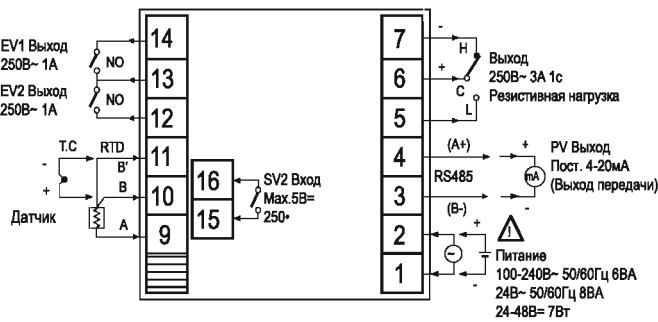 EV1 Выход
250В~ 1А
NO
EV2 Выход
250В~ 1А
NO
T.C
RTD
-
+
B'
B
A
Датчик
14
13
12
11
10
9
16
15
SV2 Вход
Max.5В=
250•
7
6
5
4
3
2
1
-
H
+
C
L
Выход
250В~ 3А 1с
Резистивная нагрузка
(A+)
RS485
(B-)
+
mA
-
PV Выход
Пост. 4-20мА
(Выход передачи)
~
+
-
!
Питание
100-240В~ 50/60Гц 6ВА
24В~ 50/60Гц 8ВА
24-48В= 7Вт